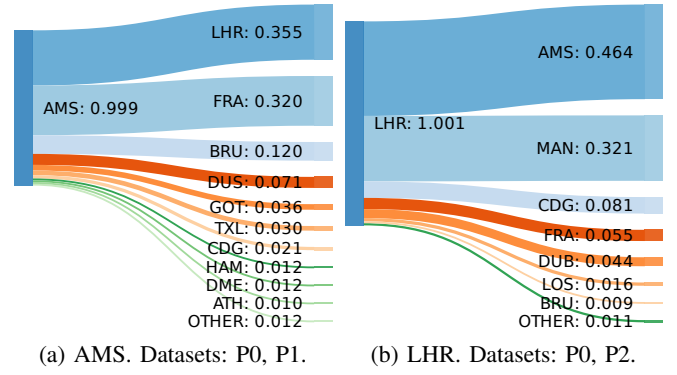 AMS: 0.999
LHR: 0.355
FRA: 0.320
BRU: 0.120
DUS: 0.071
GOT: 0.036
TXL: 0.030
CDG: 0.021
HAM: 0.012
DME: 0.012
ATH: 0.010
OTHER: 0.012
(a) AMS. Datasets: P0, P1.
LHR: 1.001
AMS: 0.464
MAN: 0.321
CDG: 0.081
FRA: 0.055
DUB: 0.044
LOS: 0.016
BRU: 0.009
OTHER: 0.011
(b) LHR. Datasets: P0, P2.